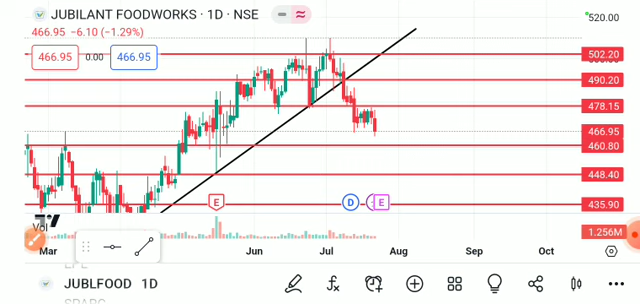 JUBILANT FOODWORKS · 1D · NSE
520.00
466.95 −6.10 (−1.29%)
466.95 0.00 466.95
502.20
490.20
478.15
466.95
460.80
448.40
E D E
435.90
Vol
1.256M
Mar Jun Jul Aug Sep Oct
JUBLFOOD 1D